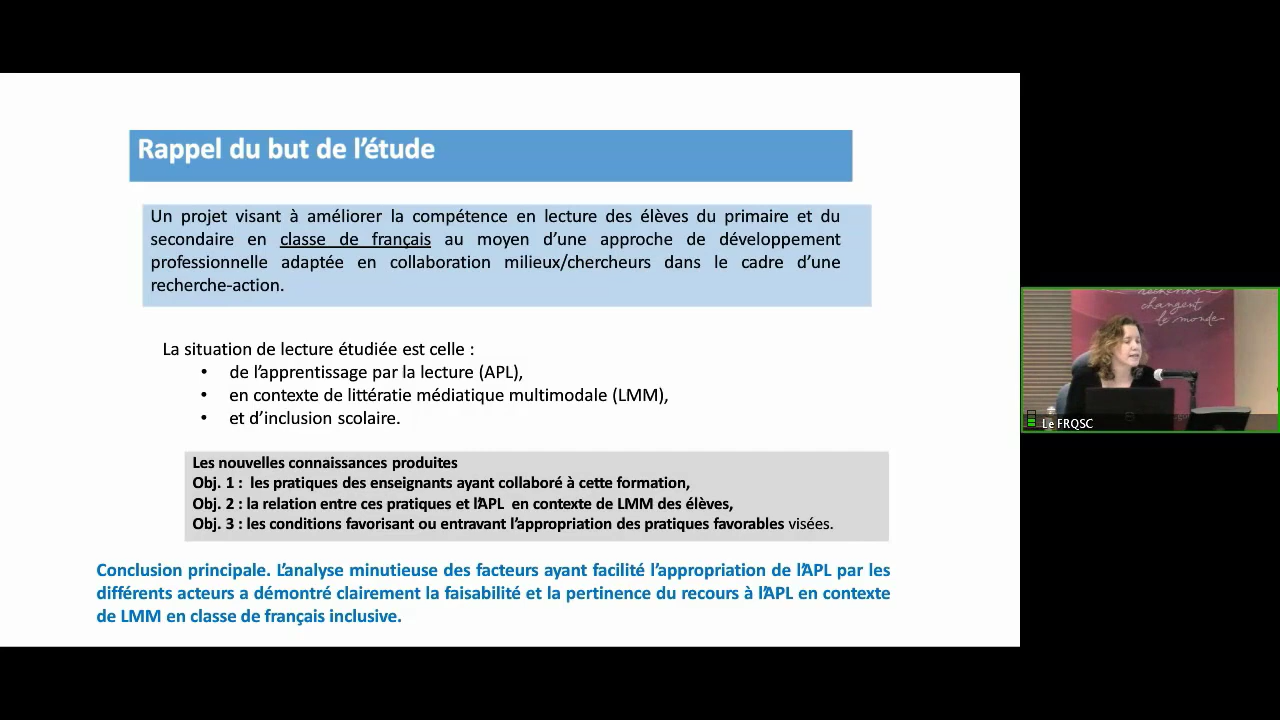 Rappel du but de l'étude
Un projet visant à améliorer la compétence en lecture des élèves du primaire et du
secondaire en classe de français au moyen d'une approche de développement
professionnelle adaptée en collaboration milieux/chercheurs dans le cadre d'une
recherche-action.
La situation de lecture étudiée est celle :
• de l'apprentissage par la lecture (APL),
• en contexte de littératie médiatique multimodale (LMM),
• et d'inclusion scolaire.
Les nouvelles connaissances produites
Obj. 1 : les pratiques des enseignants ayant collaboré à cette formation,
Obj. 2 : la relation entre ces pratiques et l'APL en contexte de LMM des élèves,
Obj. 3 : les conditions favorisant ou entravant l'appropriation des pratiques favorables visées.
Conclusion principale. L'analyse minutieuse des facteurs ayant facilité l'appropriation de l'APL par les
différents acteurs a démontré clairement la faisabilité et la pertinence du recours à l'APL en contexte
de LMM en classe de français inclusive.
changent
le monde
Le FRQSC